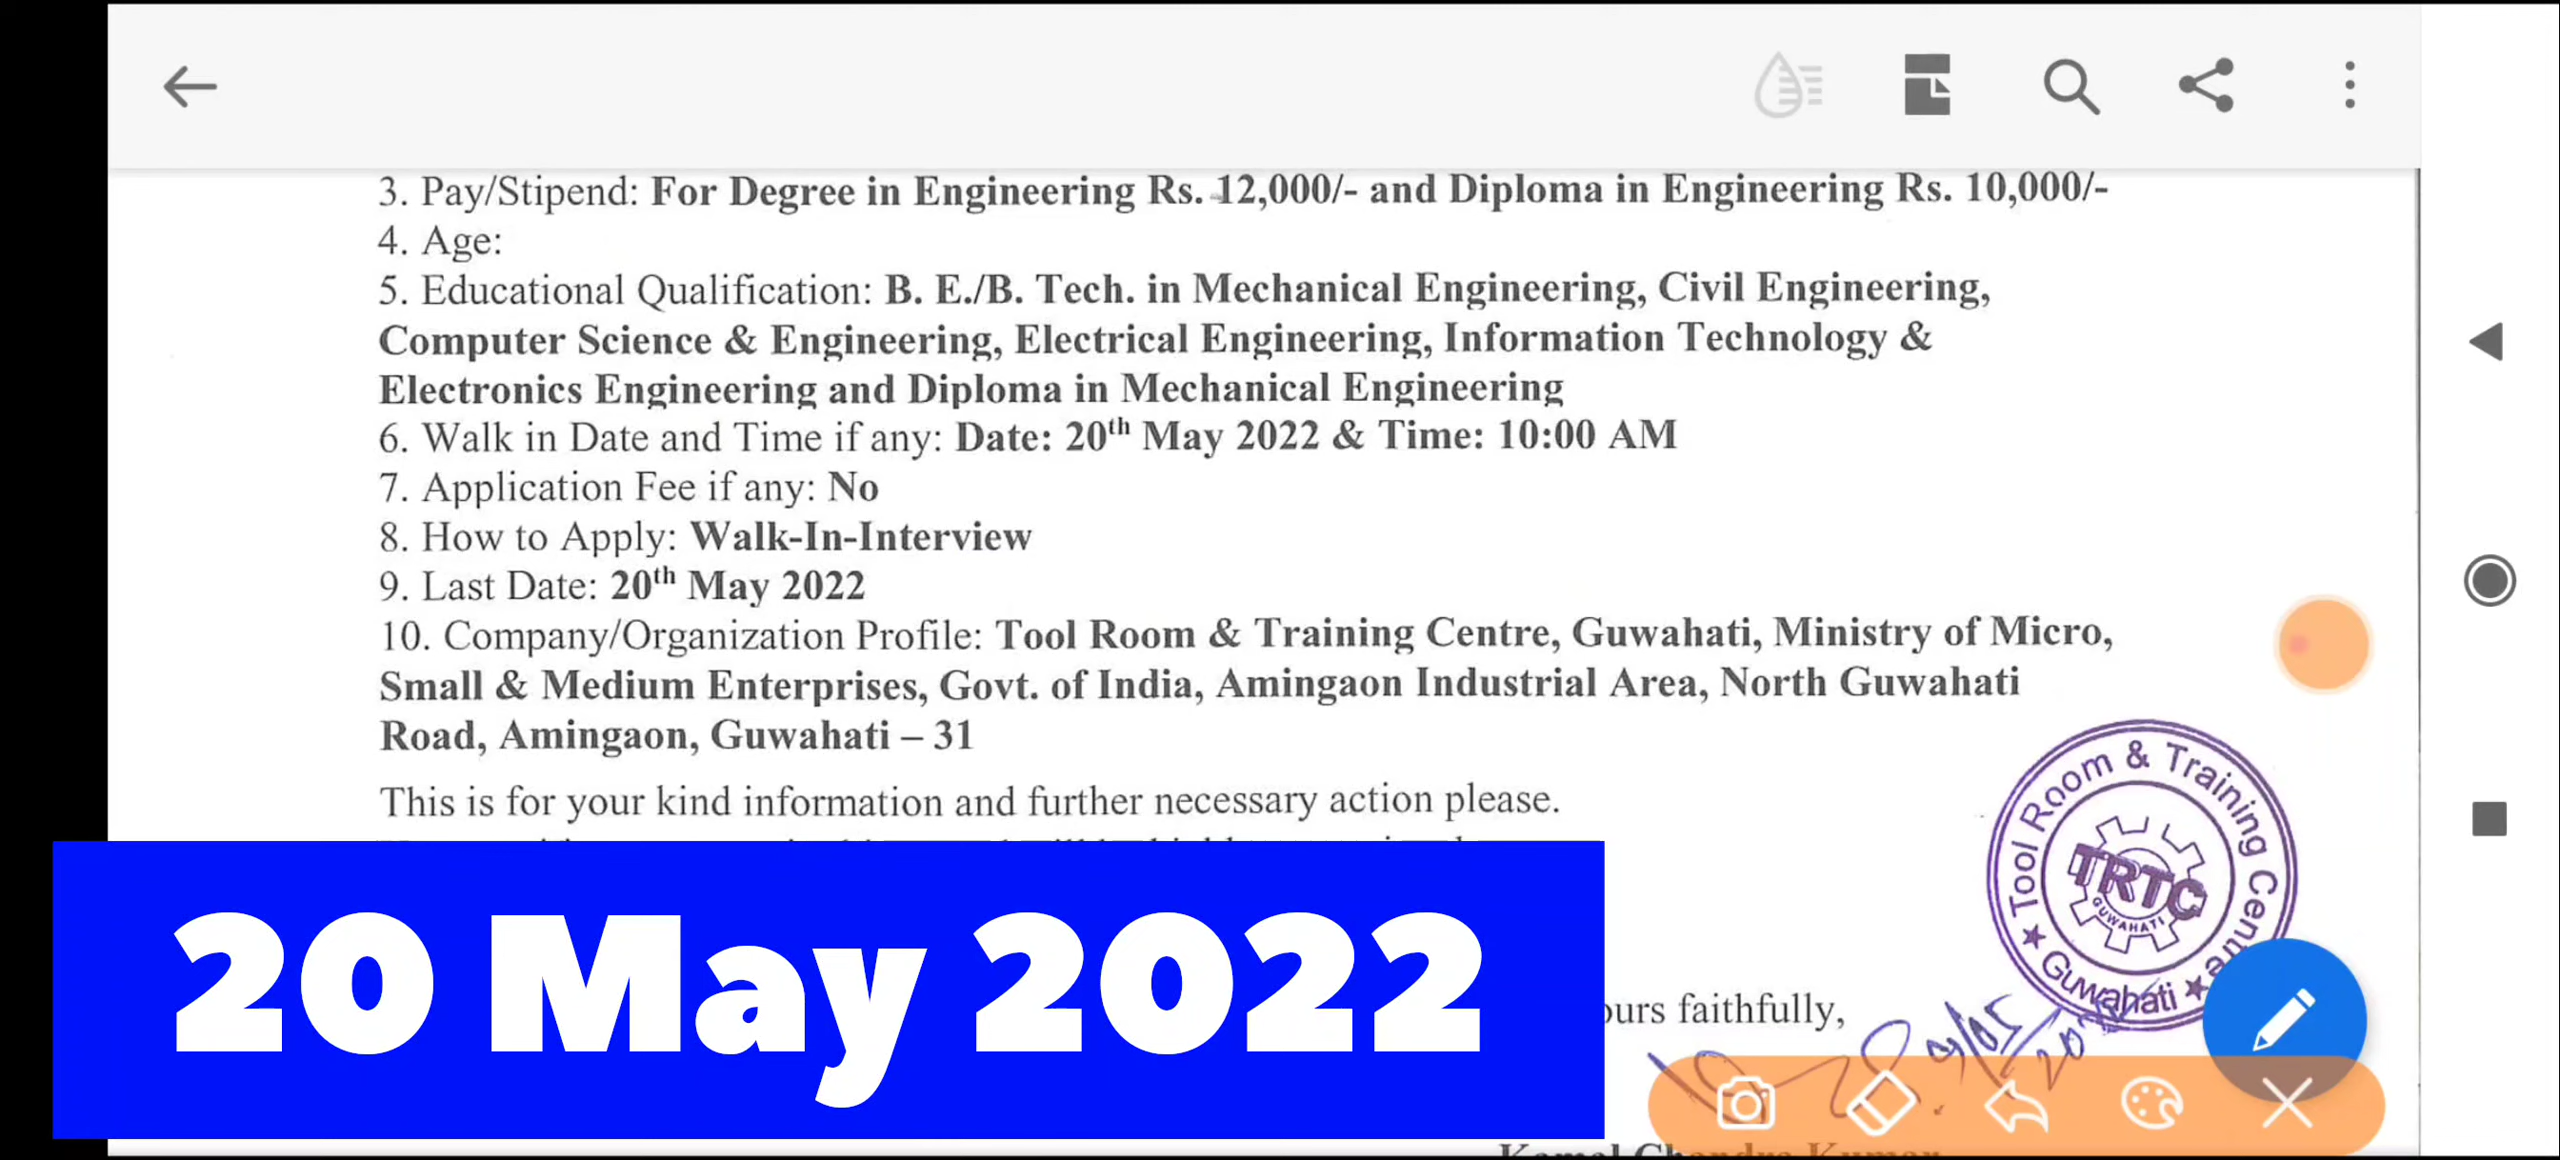 3. Pay/Stipend: For Degree in Engineering Rs. 12,000/- and Diploma in Engineering Rs. 10,000/-
4. Age:
5. Educational Qualification: B. E./B. Tech. in Mechanical Engineering, Civil Engineering,
Computer Science & Engineering, Electrical Engineering, Information Technology &
Electronics Engineering and Diploma in Mechanical Engineering
6. Walk in Date and Time if any: Date: 20th May 2022 & Time: 10:00 AM
7. Application Fee if any: No
8. How to Apply: Walk-In-Interview
9. Last Date: 20th May 2022
10. Company/Organization Profile: Tool Room & Training Centre, Guwahati, Ministry of Micro,
Small & Medium Enterprises, Govt. of India, Amingaon Industrial Area, North Guwahati
Road, Amingaon, Guwahati – 31
This is for your kind information and further necessary action please.
Tool Room & Training Centre
TRTC
GUWAHATI
★ Guwahati ★
20 May 2022
ours faithfully,